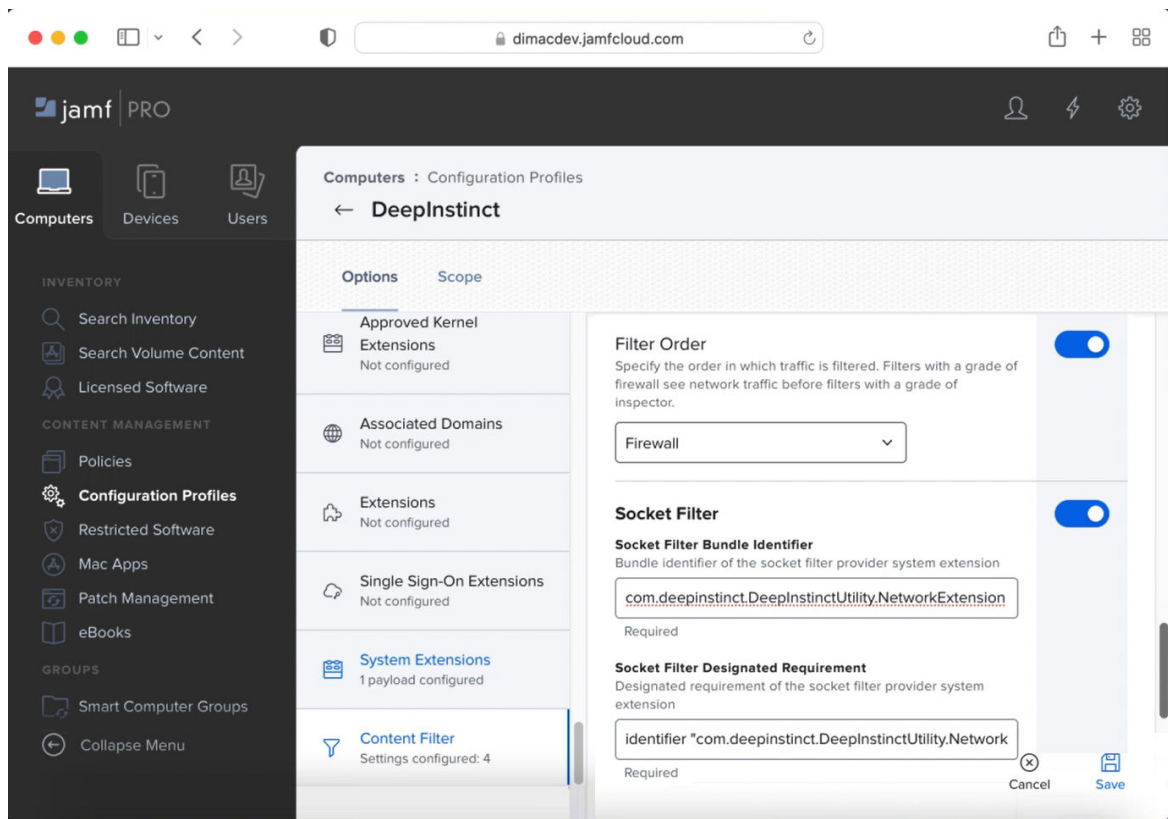 dimacdev.jamfcloud.com
jamf PRO
Computers
Devices
Users
INVENTORY
Search Inventory
Search Volume Content
Licensed Software
CONTENT MANAGEMENT
Policies
Configuration Profiles
Restricted Software
Mac Apps
Patch Management
eBooks
GROUPS
Smart Computer Groups
Collapse Menu
Computers : Configuration Profiles
← DeepInstinct
Options
Scope
Approved Kernel
Extensions
Not configured
Associated Domains
Not configured
Extensions
Not configured
Single Sign-On Extensions
Not configured
System Extensions
1 payload configured
Content Filter
Settings configured: 4
Filter Order
Specify the order in which traffic is filtered. Filters with a grade of
firewall see network traffic before filters with a grade of
inspector.
Firewall
Socket Filter
Socket Filter Bundle Identifier
Bundle identifier of the socket filter provider system extension
com.deepinstinct.DeepInstinctUtility.NetworkExtension
Required
Socket Filter Designated Requirement
Designated requirement of the socket filter provider system
extension
identifier "com.deepinstinct.DeepInstinctUtility.Network
Required
Cancel
Save